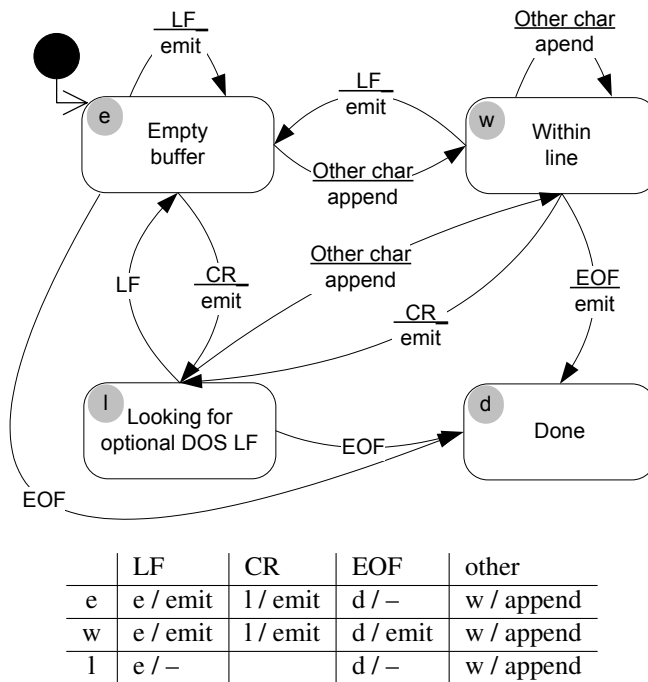 LF
emit
Other char
apend
e
Empty
buffer
LF
emit
w
Within
line
Other char
append
LF
CR
emit
Other char
append
CR
emit
EOF
emit
l
Looking for
optional DOS LF
EOF
d
Done
EOF
LF CR EOF other
e e / emit l / emit d / – w / append
w e / emit l / emit d / emit w / append
l e / – d / – w / append